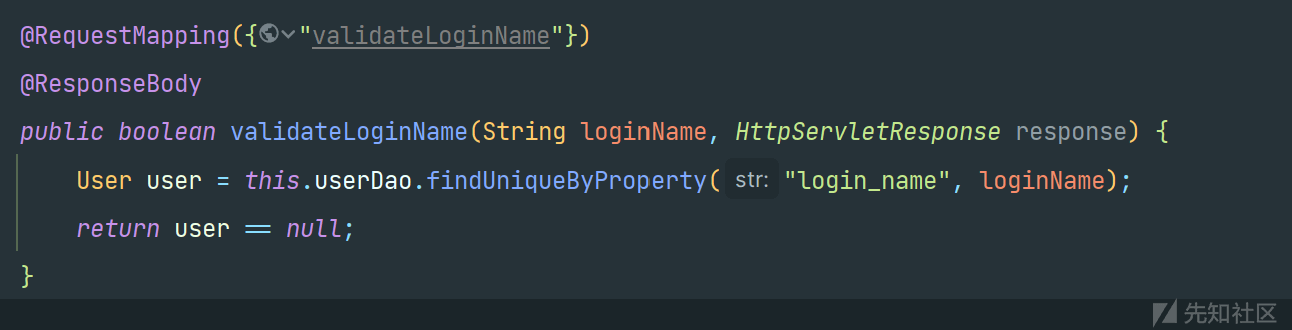 @RequestMapping({"validateLoginName"})
@ResponseBody
public boolean validateLoginName(String loginName, HttpServletResponse response) {
    User user = this.userDao.findUniqueByProperty( str: "login_name", loginName);
    return user == null;
}
先知社区